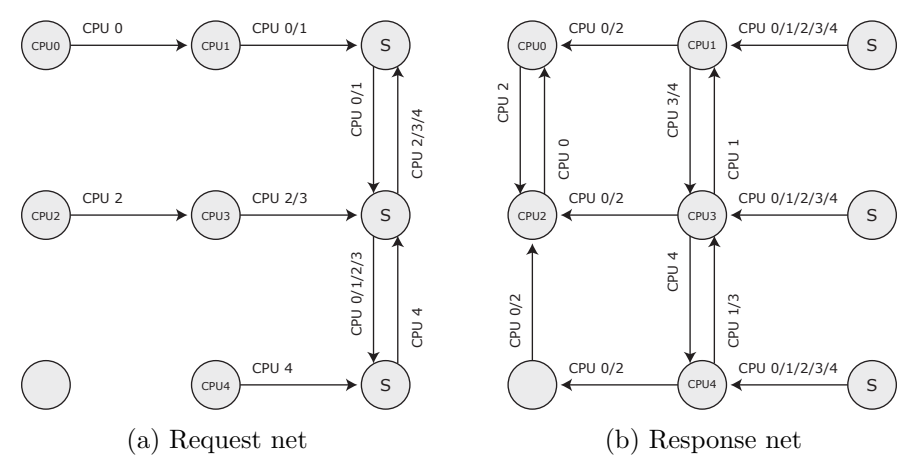 CPU 0 CPU 0/1
CPU0 CPU1 S
CPU 0/1
CPU 2/3/4
CPU 2 CPU 2/3
CPU2 CPU3 S
CPU 0/1/2/3
CPU 4
CPU 4
CPU4 S
(a) Request net
CPU 0/2 CPU 0/1/2/3/4
CPU0 CPU1 S
CPU 2
CPU 0
CPU 3/4
CPU 1
CPU 0/2 CPU 0/1/2/3/4
CPU2 CPU3 S
CPU 0/2
CPU 4
CPU 1/3
CPU 0/2 CPU 0/1/2/3/4
CPU4 S
(b) Response net